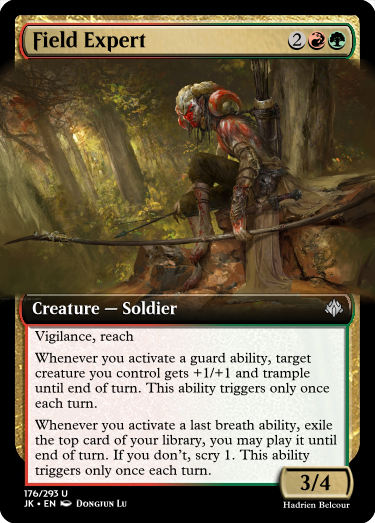 Field Expert 2
Creature — Soldier
Vigilance, reach
Whenever you activate a guard ability, target
creature you control gets +1/+1 and trample
until end of turn. This ability triggers only once
each turn.
Whenever you activate a last breath ability, exile
the top card of your library, you may play it until
end of turn. If you don't, scry 1. This ability
triggers only once each turn.
3/4
176/293 U
JK • EN Dongjun Lu
Hadrien Belcour